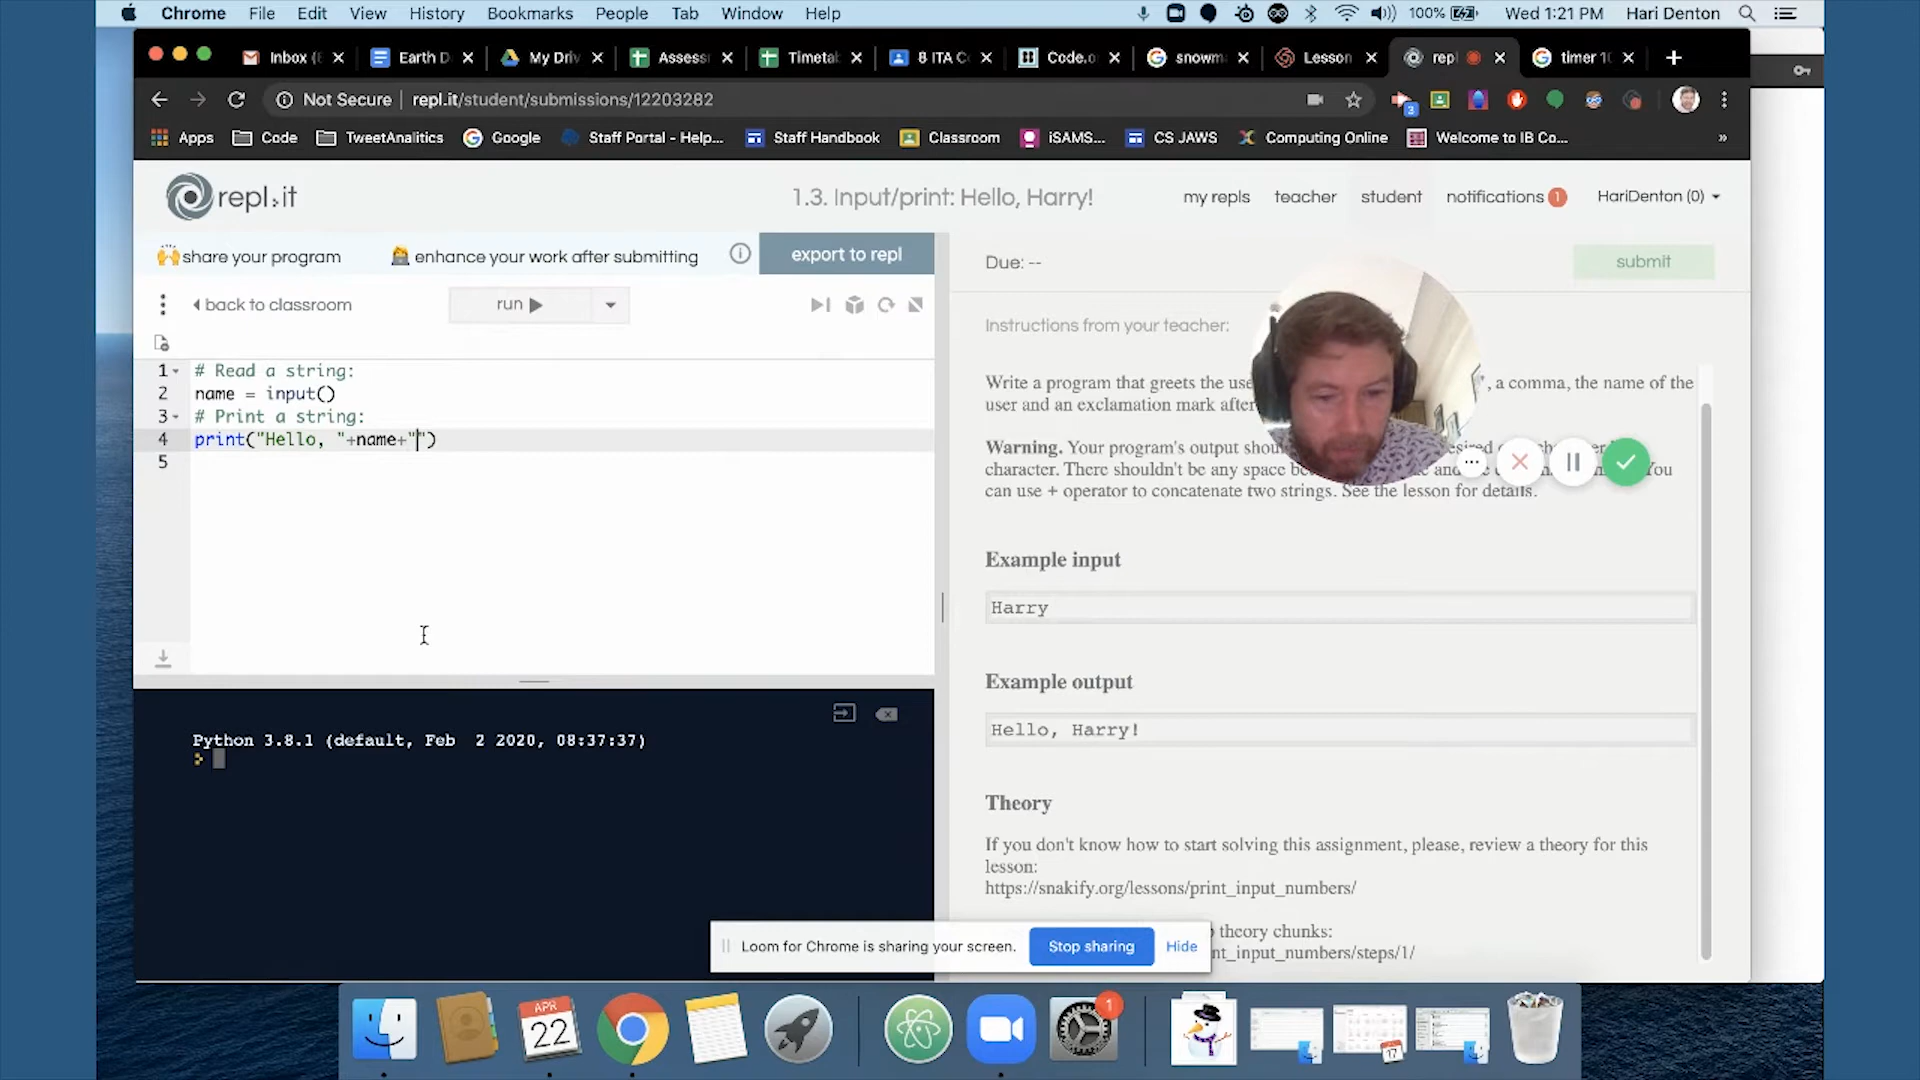 Chrome File Edit View History Bookmarks People Tab Window Help 100% Wed 1:21 PM Hari Denton
Inbox (
Earth D
My Driv
Assess
Timetab
8 ITA C
Code.o
snowm
Lesson
repl
timer 1
Not Secure repl.it/student/submissions/12203282
3
Apps Code TweetAnalitics Google Staff Portal - Help... Staff Handbook Classroom iSAMS... CS JAWS Computing Online Welcome to IB Co... »
repl.it 1.3. Input/print: Hello, Harry! my repls teacher student notifications 1 HariDenton (0)
share your program enhance your work after submitting export to repl
Due: -- submit
back to classroom run
Instructions from your teacher:
1 # Read a string:
2 name = input()
3 # Print a string:
4 print("Hello, "+name+"")
5
Write a program that greets the use , a comma, the name of the
user and an exclamation mark after
Warning. Your program's output shou
character. There shouldn't be any space You
can use + operator to concatenate two strings. See the lesson for details.
Example input
Harry
Example output
Hello, Harry!
Theory
If you don't know how to start solving this assignment, please, review a theory for this
lesson:
https://snakify.org/lessons/print_input_numbers/
theory chunks:
nt_input_numbers/steps/1/
Python 3.8.1 (default, Feb 2 2020, 08:37:37)
Loom for Chrome is sharing your screen. Stop sharing Hide
APR
22
1
17